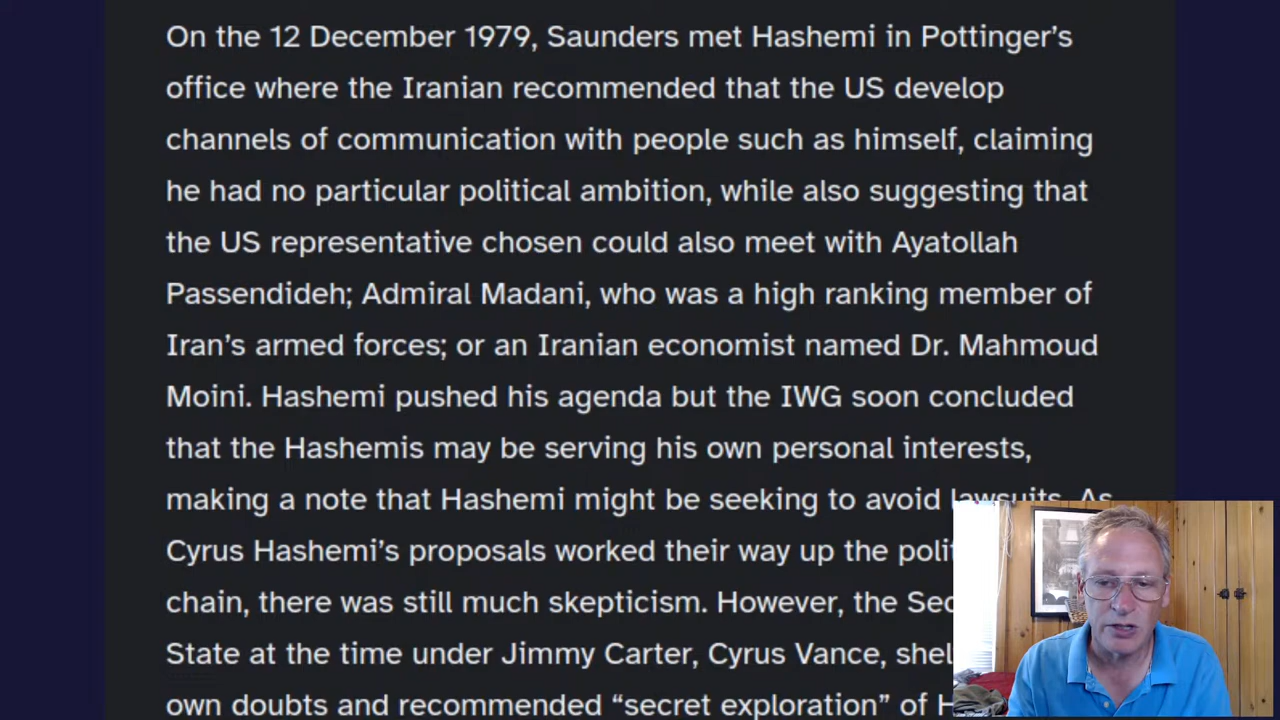 On the 12 December 1979, Saunders met Hashemi in Pottinger’s
office where the Iranian recommended that the US develop
channels of communication with people such as himself, claiming
he had no particular political ambition, while also suggesting that
the US representative chosen could also meet with Ayatollah
Passendideh; Admiral Madani, who was a high ranking member of
Iran’s armed forces; or an Iranian economist named Dr. Mahmoud
Moini. Hashemi pushed his agenda but the IWG soon concluded
that the Hashemis may be serving his own personal interests,
making a note that Hashemi might be seeking to avoid lawsuits. As
Cyrus Hashemi’s proposals worked their way up the
chain, there was still much skepticism. However, the
State at the time under Jimmy Carter, Cyrus Vance,
own doubts and recommended “secret exploration” of